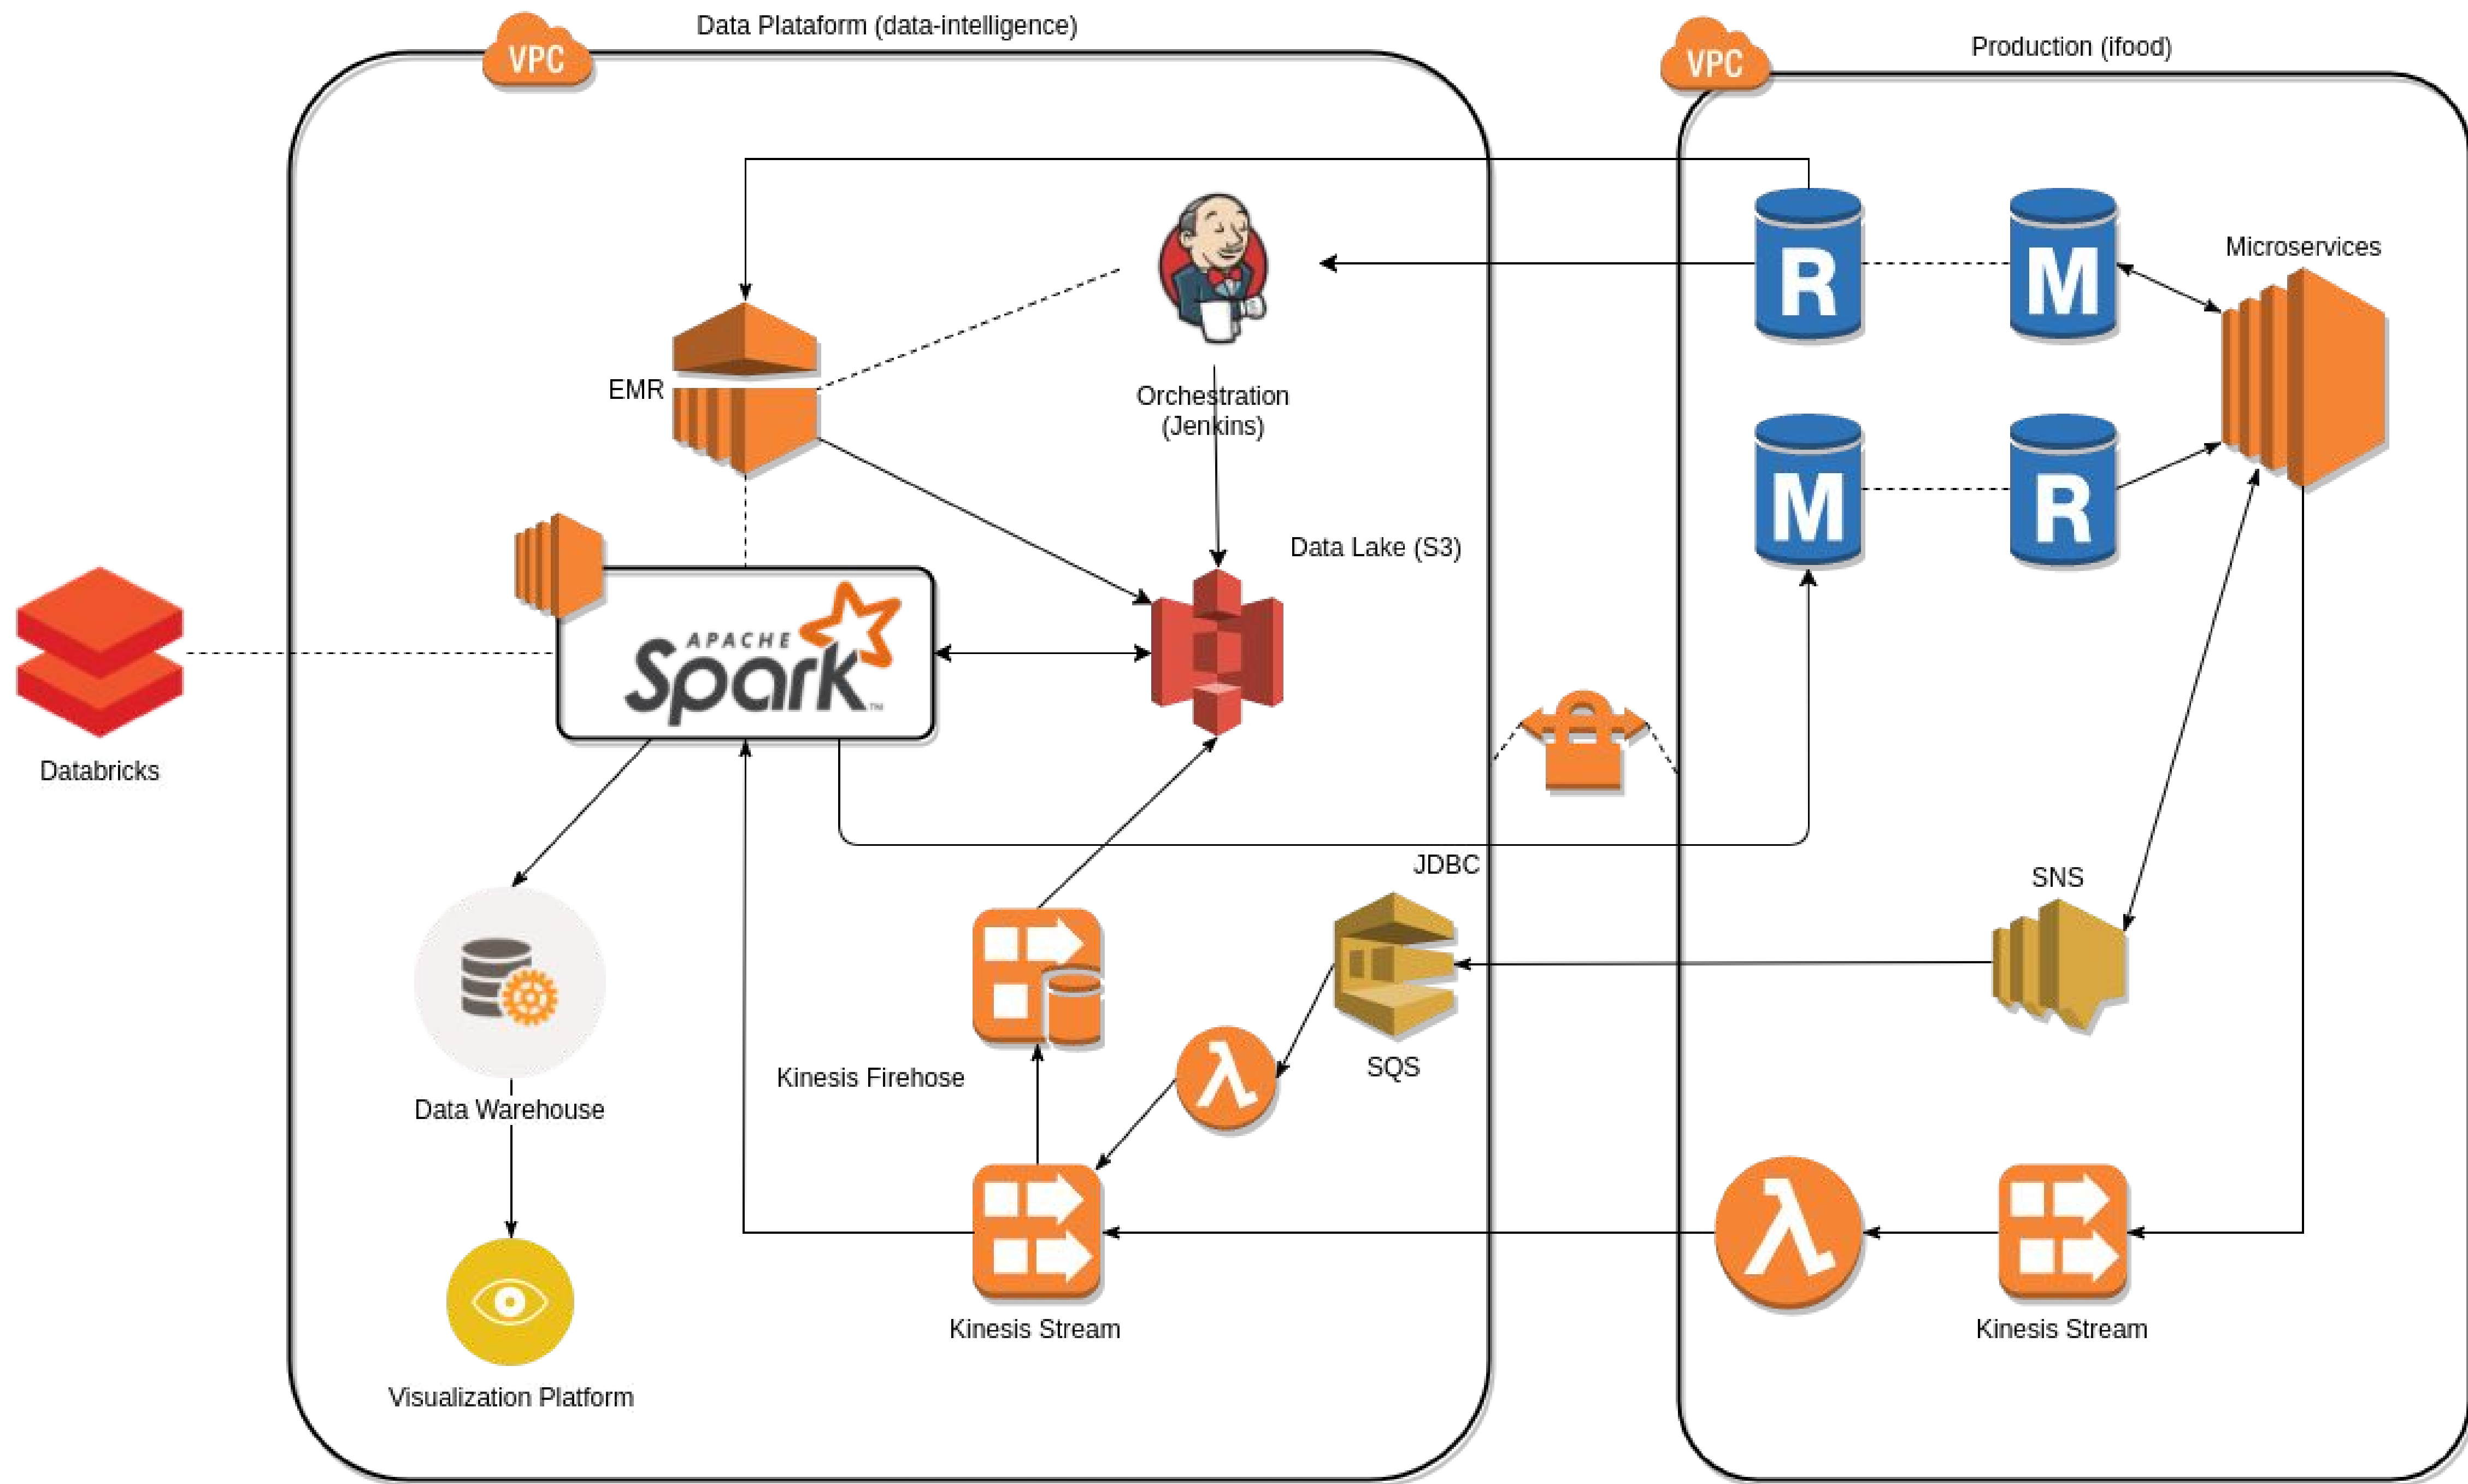 Data Plataform (data-intelligence)
VPC
Production (ifood)
VPC
R
M
Microservices
EMR
Orchestration
(Jenkins)
M
R
Data Lake (S3)
APACHE
Spark™
Databricks
JDBC
SNS
SQS
Kinesis Firehose
λ
Data Warehouse
λ
Kinesis Stream
Kinesis Stream
Visualization Platform